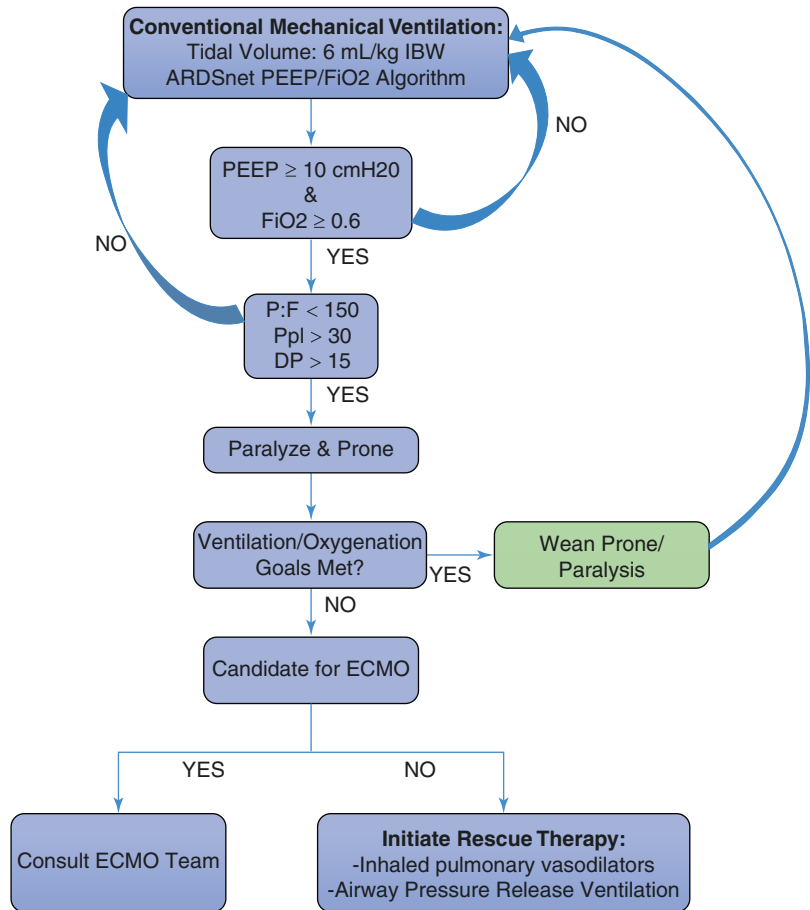 Conventional Mechanical Ventilation:
Tidal Volume: 6 mL/kg IBW
ARDSnet PEEP/FiO2 Algorithm
NO
PEEP ≥ 10 cmH20
&
FiO2 ≥ 0.6
NO
YES
P:F < 150
Ppl > 30
DP > 15
YES
Paralyze & Prone
Ventilation/Oxygenation
Goals Met?
YES
Wean Prone/
Paralysis
NO
Candidate for ECMO
YES
NO
Consult ECMO Team
Initiate Rescue Therapy:
-Inhaled pulmonary vasodilators
-Airway Pressure Release Ventilation